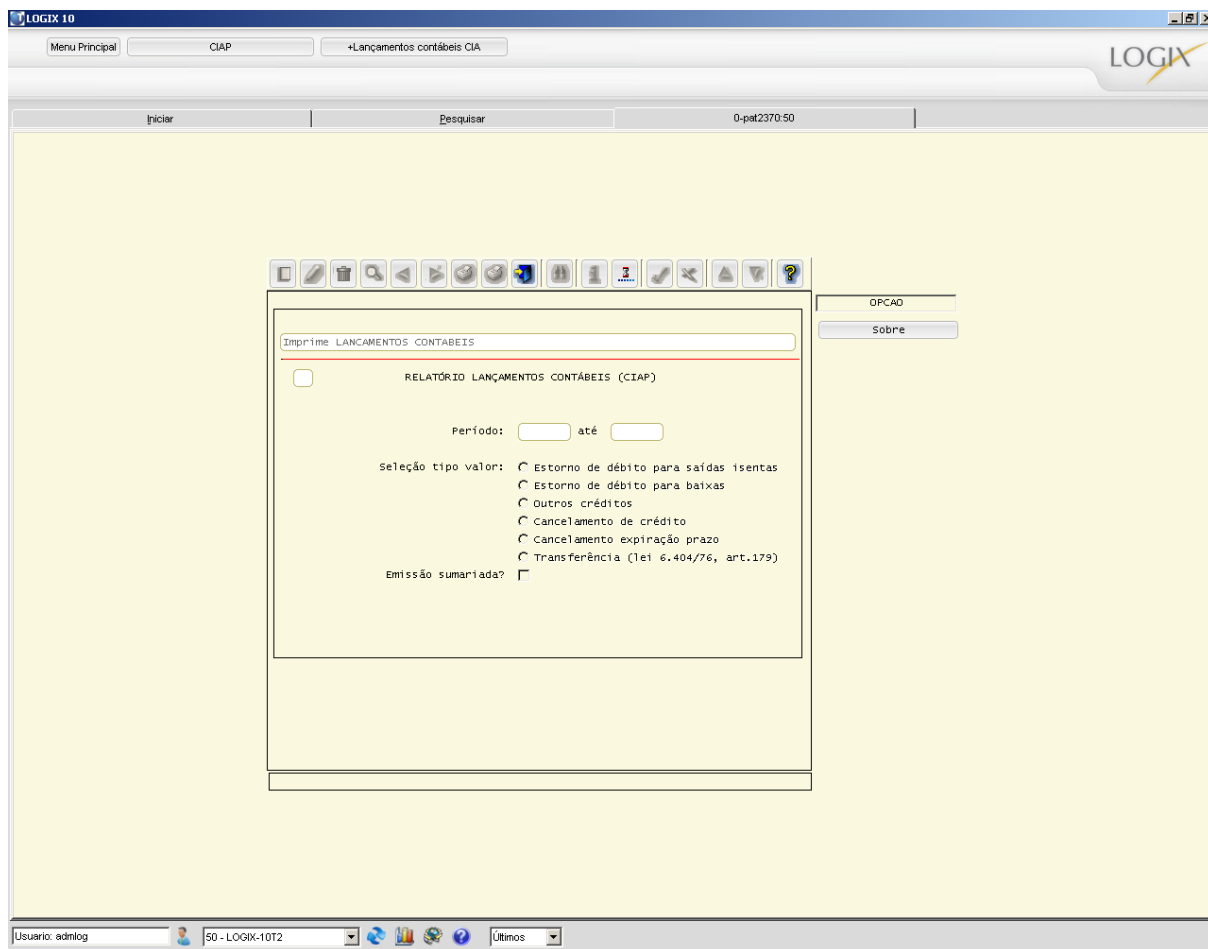 LOGIX 10
Menu Principal CIAP +Lançamentos contábeis CIA
LOGIX
Iniciar Pesquisar 0-pat2370:50
OPCAO
Sobre
Imprime LANCAMENTOS CONTABEIS
RELATÓRIO LANÇAMENTOS CONTÁBEIS (CIAP)
Período: até
Seleção tipo valor: Estorno de débito para saídas isentas
Estorno de débito para baixas
Outros créditos
Cancelamento de crédito
Cancelamento expiração prazo
Transferência (lei 6.404/76, art.179)
Emissão sumariada?
Usuario: admlog 50 - LOGIX-10T2 Últimos